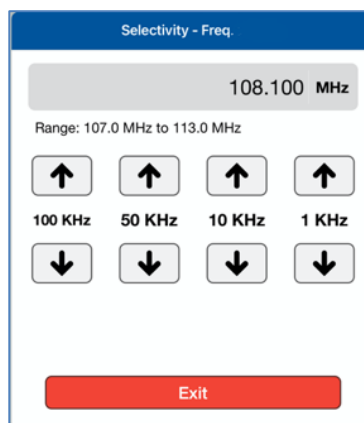 Selectivity - Freq.
108.100 MHz
Range: 107.0 MHz to 113.0 MHz
100 KHz 50 KHz 10 KHz 1 KHz
Exit